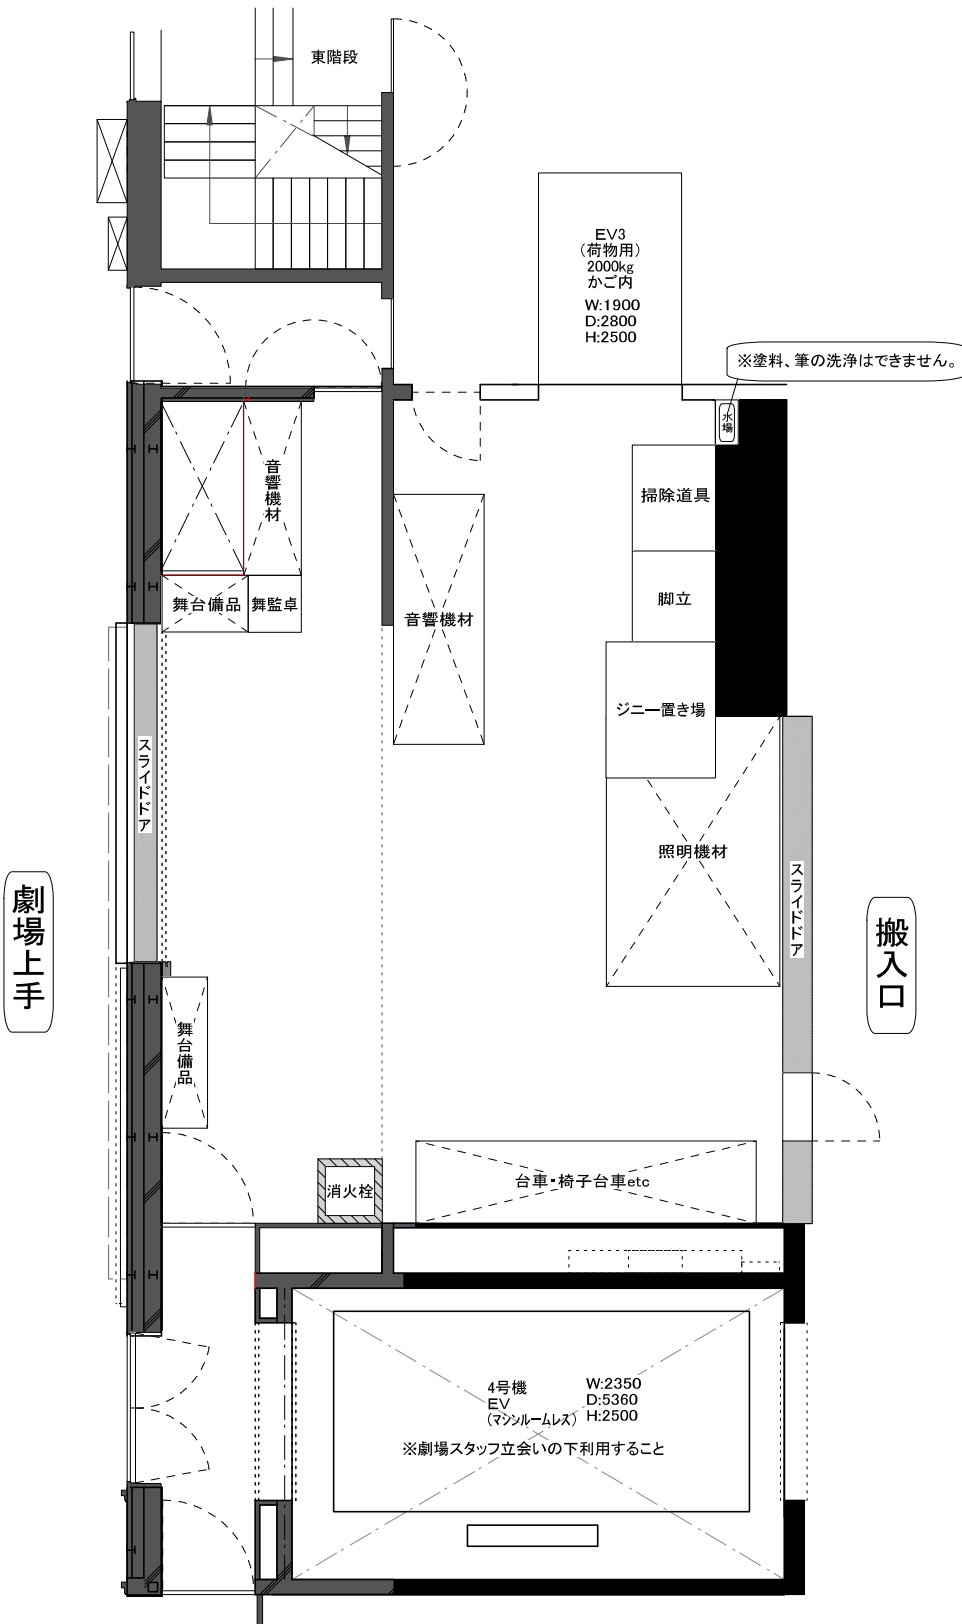 東階段
EV3
（荷物用）
2000kg
かご内
W:1900
D:2800
H:2500
※塗料、筆の洗浄はできません。
水場
掃除道具
音響機材
舞台備品
舞監卓
脚立
音響機材
ジニー置き場
スライドドア
照明機材
スライドドア
劇場上手
搬入口
舞台備品
消火栓
台車・椅子台車etc
4号機
EV
（マシンルームレス）
W:2350
D:5360
H:2500
※劇場スタッフ立会いの下利用すること